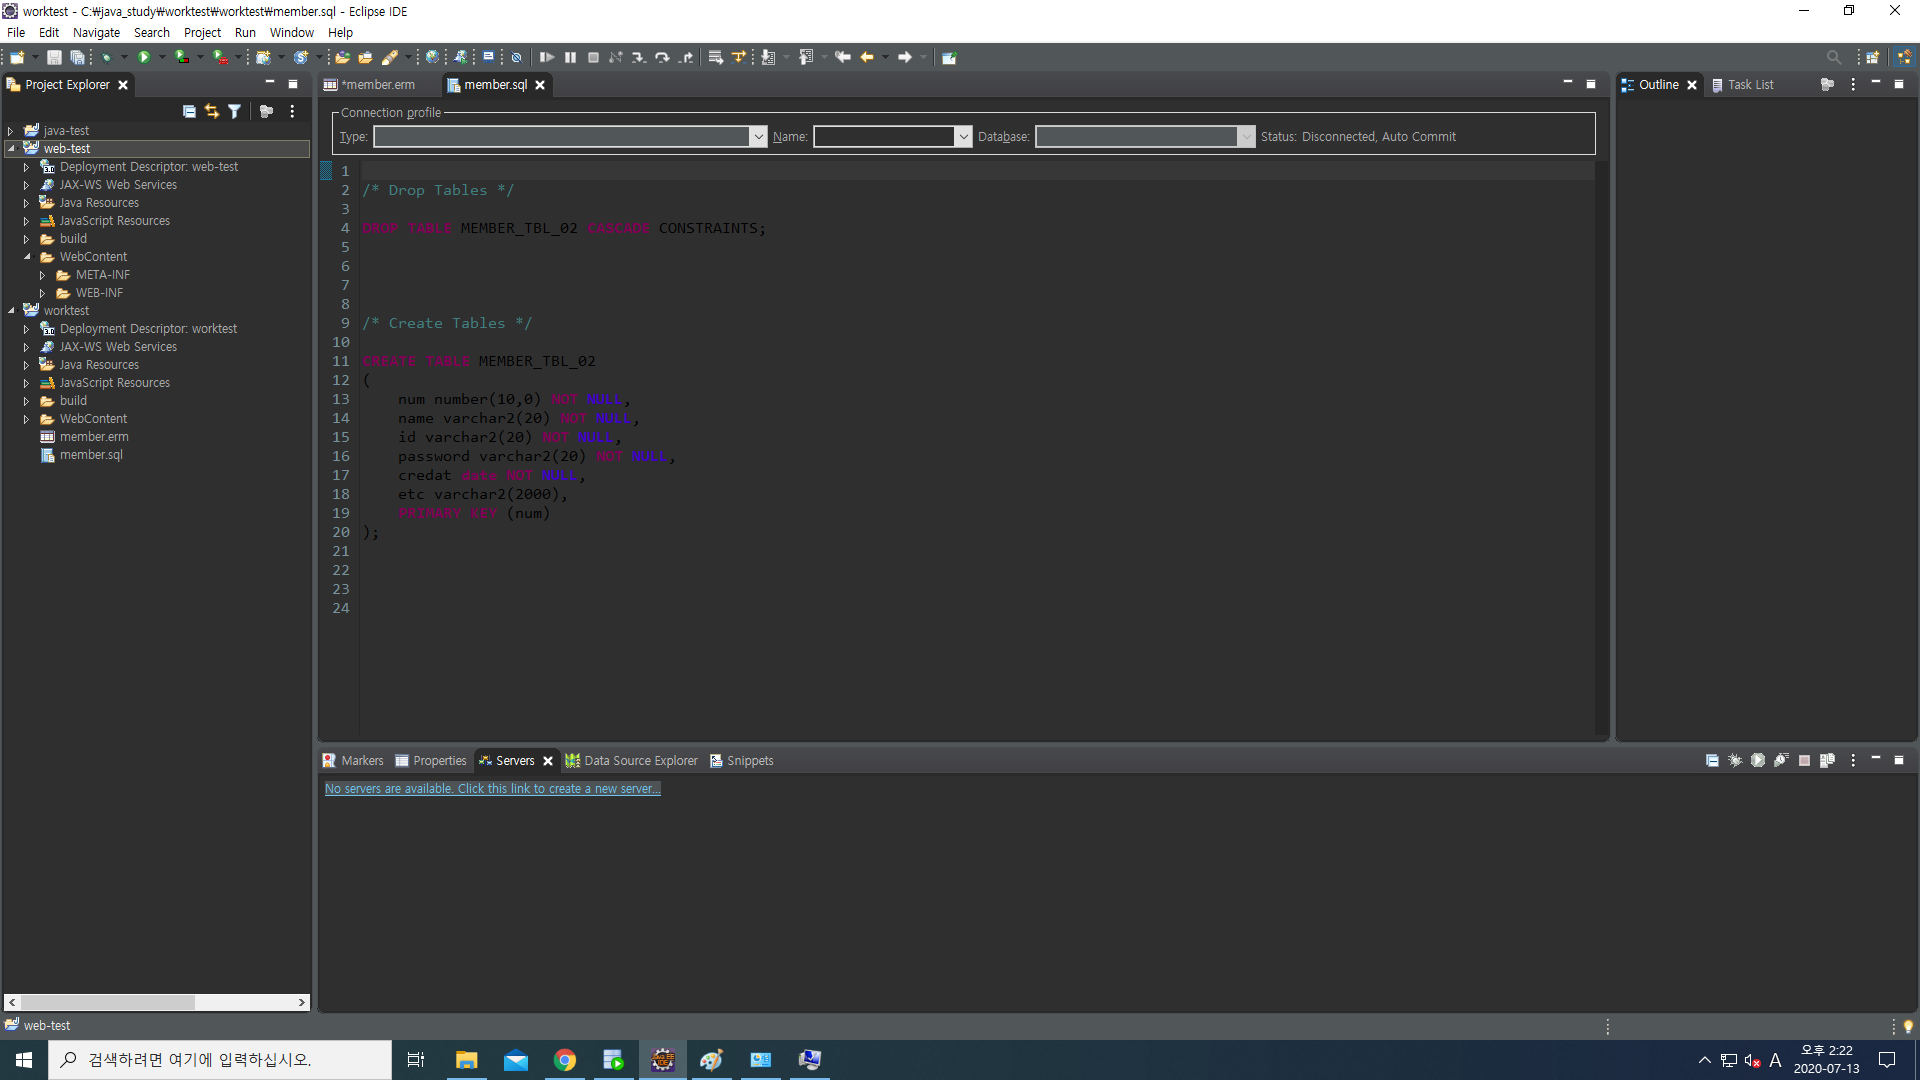 worktest - C:₩java_study₩worktest₩worktest₩member.sql - Eclipse IDE
File Edit Navigate Search Project Run Window Help
Project Explorer
*member.erm
member.sql
Outline
Task List
Connection profile
Type:
Name:
Database:
Status: Disconnected, Auto Commit
java-test
web-test
Deployment Descriptor: web-test
JAX-WS Web Services
Java Resources
JavaScript Resources
build
WebContent
META-INF
WEB-INF
worktest
Deployment Descriptor: worktest
JAX-WS Web Services
Java Resources
JavaScript Resources
build
WebContent
member.erm
member.sql
1
2 /* Drop Tables */
3
4 DROP TABLE MEMBER_TBL_02 CASCADE CONSTRAINTS;
5
6
7
8
9 /* Create Tables */
10
11 CREATE TABLE MEMBER_TBL_02
12 (
13 num number(10,0) NOT NULL,
14 name varchar2(20) NOT NULL,
15 id varchar2(20) NOT NULL,
16 password varchar2(20) NOT NULL,
17 credat date NOT NULL,
18 etc varchar2(2000),
19 PRIMARY KEY (num)
20 );
21
22
23
24
Markers
Properties
Servers
Data Source Explorer
Snippets
No servers are available. Click this link to create a new server...
web-test
검색하려면 여기에 입력하십시오.
A
오후 2:22
2020-07-13